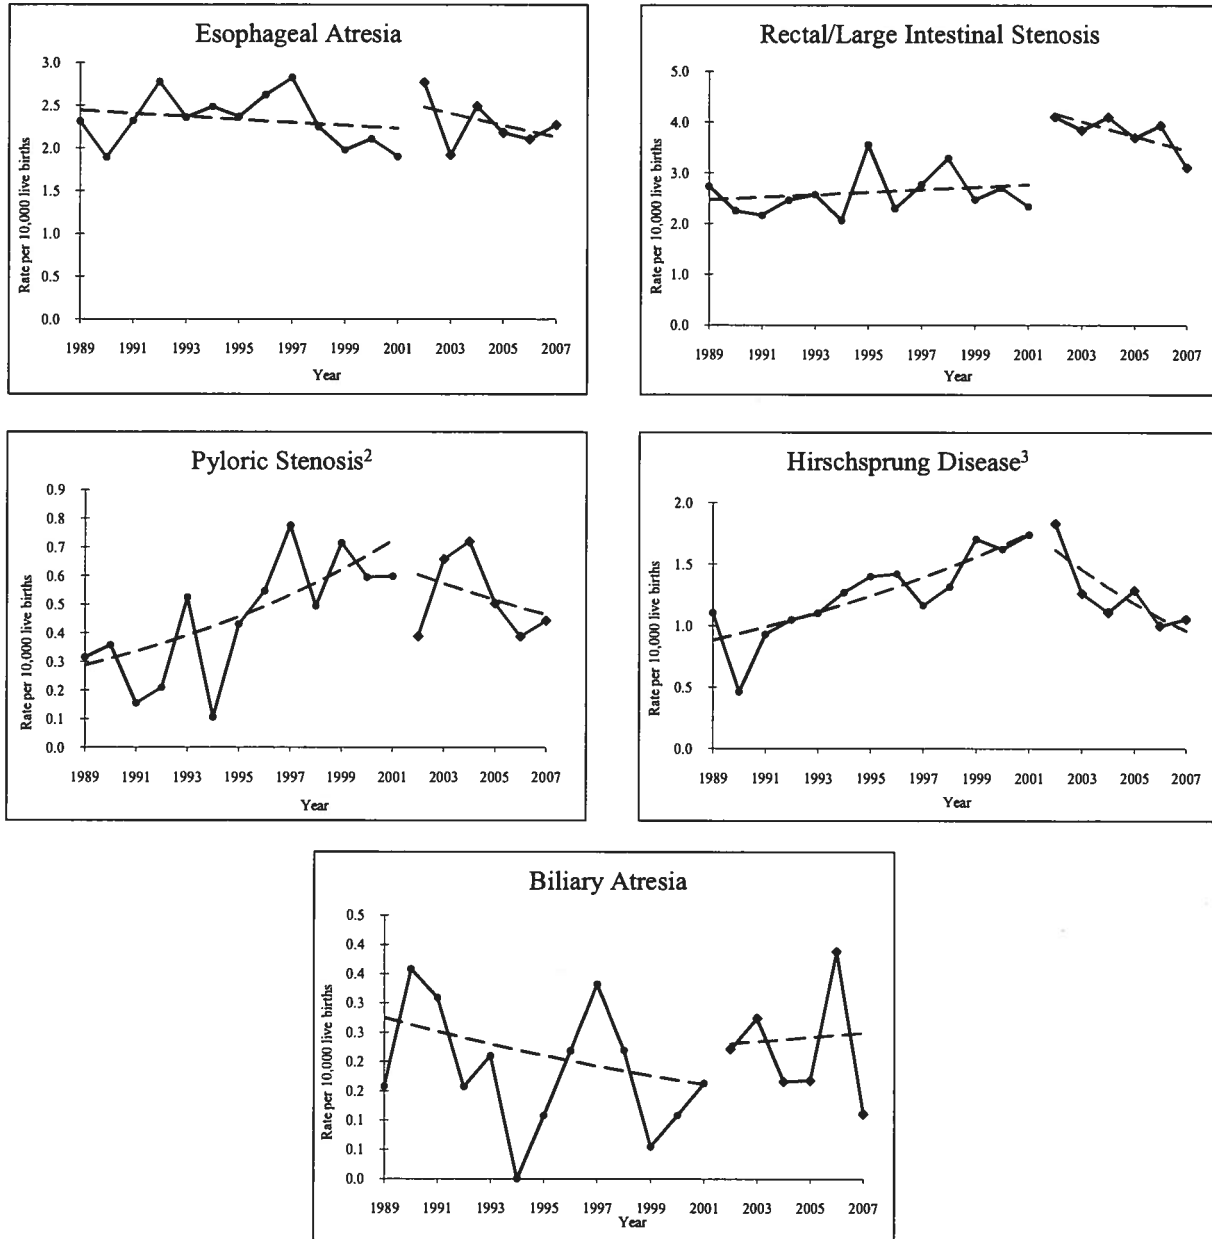 Esophageal Atresia
Rate per 10,000 live births
3.0
2.5
2.0
1.5
1.0
0.5
0.0
1989 1991 1993 1995 1997 1999 2001 2003 2005 2007
Year
Rectal/Large Intestinal Stenosis
Rate per 10,000 live births
5.0
4.0
3.0
2.0
1.0
0.0
1989 1991 1993 1995 1997 1999 2001 2003 2005 2007
Year
Pyloric Stenosis²
Rate per 10,000 live births
0.9
0.8
0.7
0.6
0.5
0.4
0.3
0.2
0.1
0.0
1989 1991 1993 1995 1997 1999 2001 2003 2005 2007
Year
Hirschsprung Disease³
Rate per 10,000 live births
2.0
1.5
1.0
0.5
0.0
1989 1991 1993 1995 1997 1999 2001 2003 2005 2007
Year
Biliary Atresia
Rate per 10,000 live births
0.5
0.4
0.4
0.3
0.3
0.2
0.2
0.1
0.1
0.0
1989 1991 1993 1995 1997 1999 2001 2003 2005 2007
Year